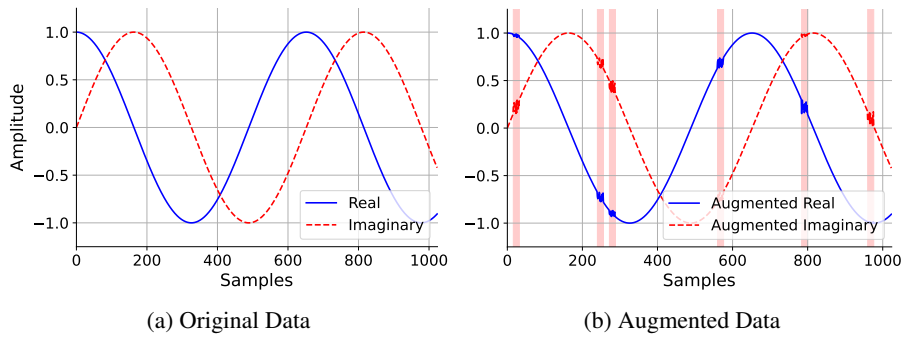 1.0
0.5
0.0
−0.5
−1.0
Amplitude
Real
Imaginary
0 200 400 600 800 1000
Samples
(a) Original Data
1.0
0.5
0.0
−0.5
−1.0
Augmented Real
Augmented Imaginary
0 200 400 600 800 1000
Samples
(b) Augmented Data